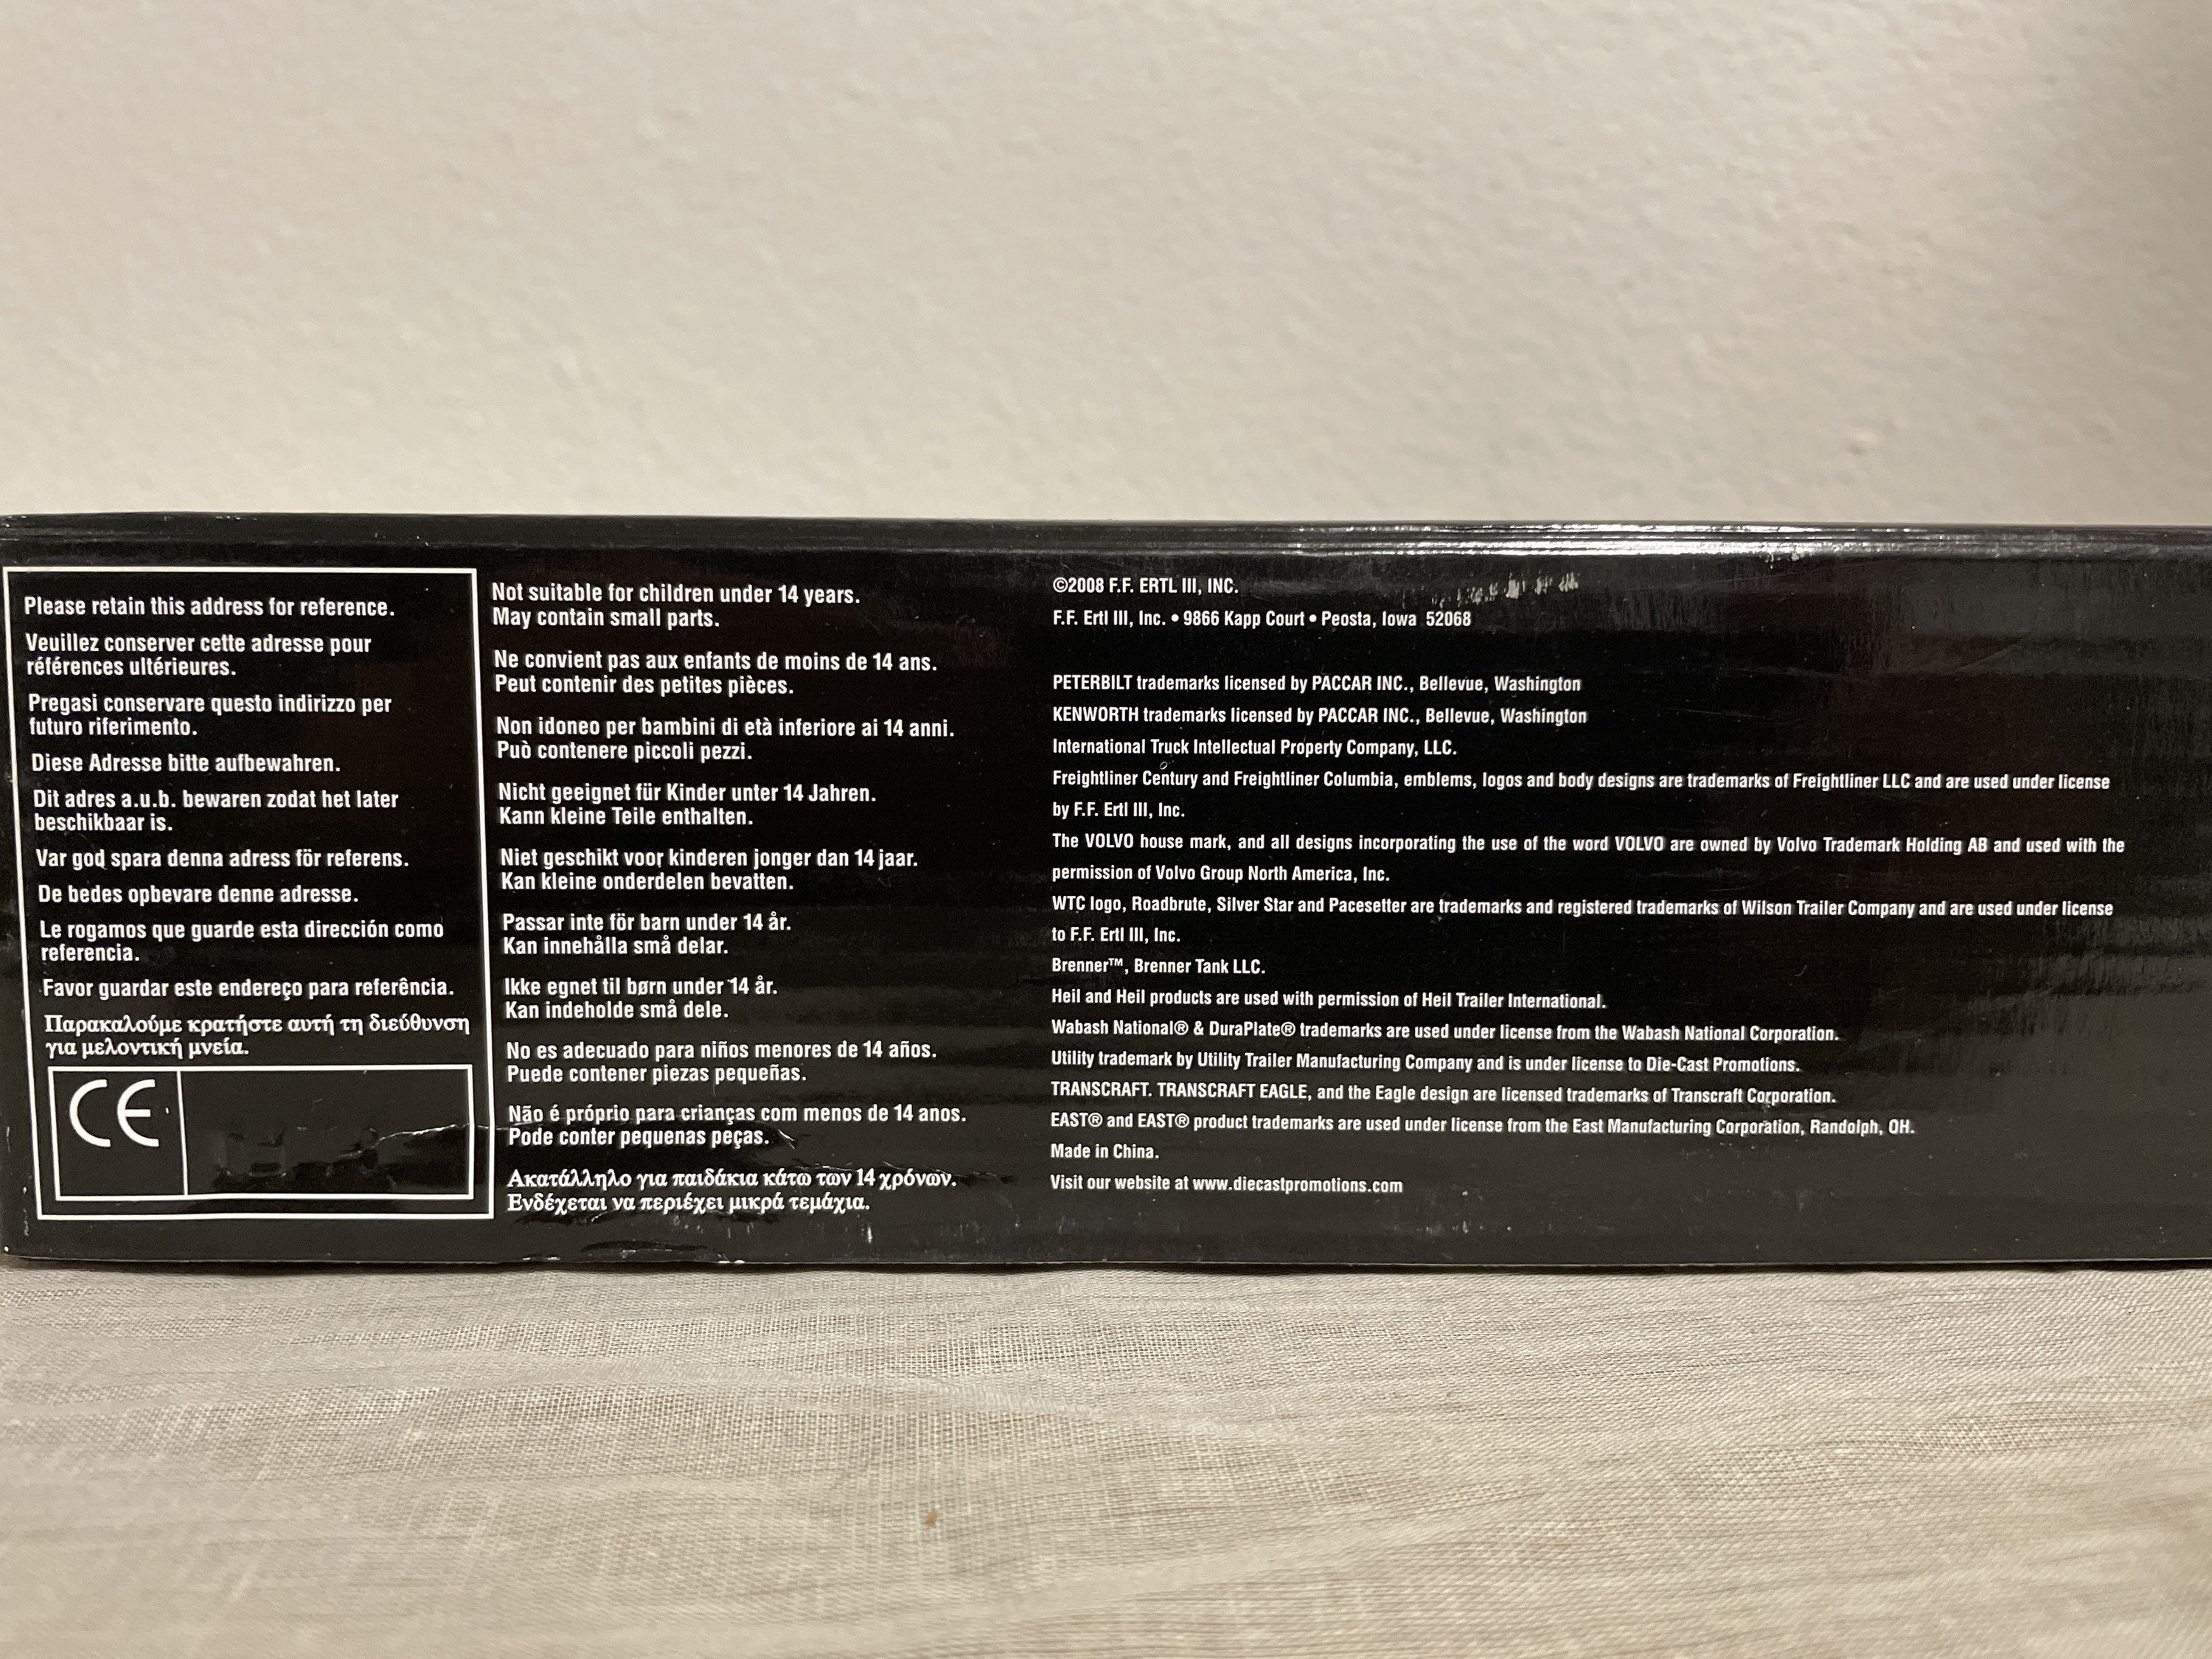 Please retain this address for reference.
Veuillez conserver cette adresse pour
références ultérieures.
Pregasi conservare questo indirizzo per
futuro riferimento.
Diese Adresse bitte aufbewahren.
Dit adres a.u.b. bewaren zodat het later
beschikbaar is.
Var god spara denna adress för referens.
De bedes opbevare denne adresse.
Le rogamos que guarde esta dirección como
referencia.
Favor guardar este endereço para referência.
Παρακαλούμε κρατήστε αυτή τη διεύθυνση
για μελοντική μνεία.
CE
Not suitable for children under 14 years.
May contain small parts.
Ne convient pas aux enfants de moins de 14 ans.
Peut contenir des petites pièces.
Non idoneo per bambini di età inferiore ai 14 anni.
Può contenere piccoli pezzi.
Nicht geeignet für Kinder unter 14 Jahren.
Kann kleine Teile enthalten.
Niet geschikt voor kinderen jonger dan 14 jaar.
Kan kleine onderdelen bevatten.
Passar inte för barn under 14 år.
Kan innehålla små delar.
Ikke egnet til børn under 14 år.
Kan indeholde små dele.
No es adecuado para niños menores de 14 años.
Puede contener piezas pequeñas.
Não é próprio para crianças com menos de 14 anos.
Pode conter pequenas peças.
Ακατάλληλο για παιδάκια κάτω των 14 χρόνων.
Ενδέχεται να περιέχει μικρά τεμάχια.
©2008 F.F. ERTL III, INC.
F.F. Ertl III, Inc. • 9866 Kapp Court • Peosta, Iowa 52068
PETERBILT trademarks licensed by PACCAR INC., Bellevue, Washington
KENWORTH trademarks licensed by PACCAR INC., Bellevue, Washington
International Truck Intellectual Property Company, LLC.
Freightliner Century and Freightliner Columbia, emblems, logos and body designs are trademarks of Freightliner LLC and are used under license
by F.F. Ertl III, Inc.
The VOLVO house mark, and all designs incorporating the use of the word VOLVO are owned by Volvo Trademark Holding AB and used with the
permission of Volvo Group North America, Inc.
WTC logo, Roadbrute, Silver Star and Pacesetter are trademarks and registered trademarks of Wilson Trailer Company and are used under license
to F.F. Ertl III, Inc.
Brenner™, Brenner Tank LLC.
Heil and Heil products are used with permission of Heil Trailer International.
Wabash National® & DuraPlate® trademarks are used under license from the Wabash National Corporation.
Utility trademark by Utility Trailer Manufacturing Company and is under license to Die-Cast Promotions.
TRANSCRAFT. TRANSCRAFT EAGLE, and the Eagle design are licensed trademarks of Transcraft Corporation.
EAST® and EAST® product trademarks are used under license from the East Manufacturing Corporation, Randolph, OH.
Made in China.
Visit our website at www.diecastpromotions.com